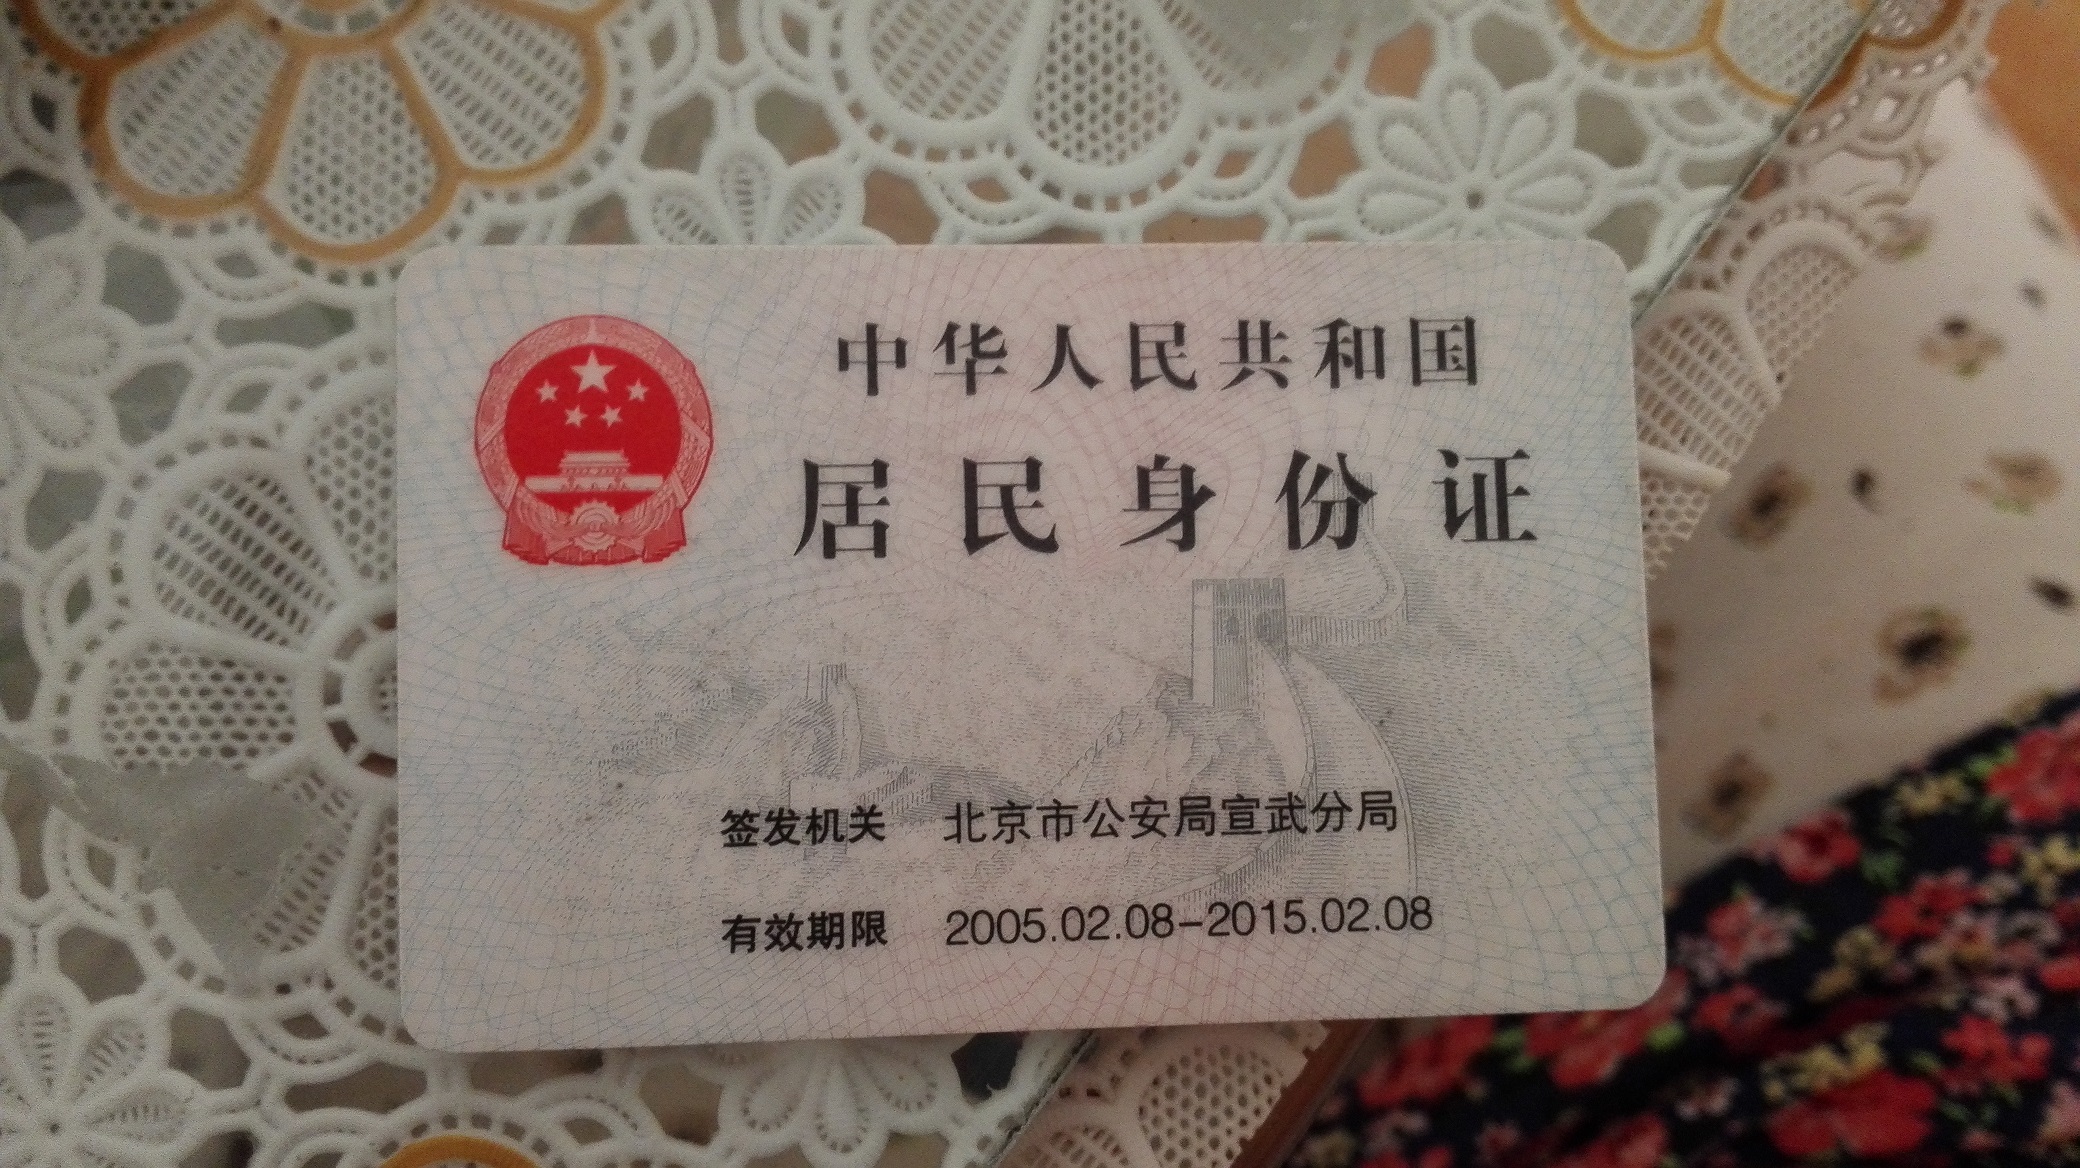 中华人民共和国
居民身份证
签发机关 北京市公安局宣武分局
有效期限 2005.02.08-2015.02.08